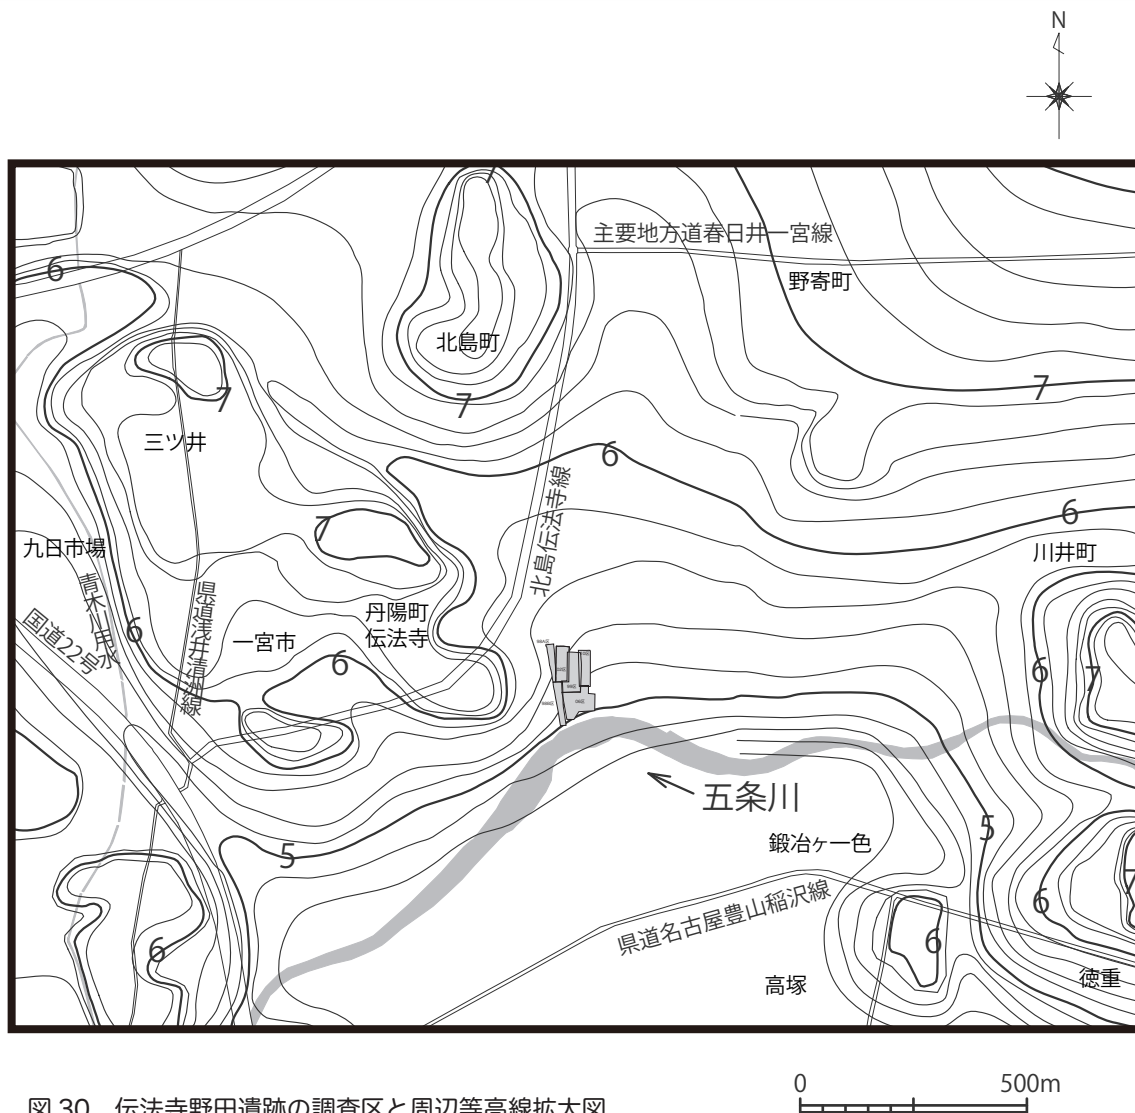 N
主要地方道春日井一宮線
野寄町
6
北島町
7
7
7
7
三ツ井
6
北島伝法寺線
6
7
九日市場
川井町
青木川用水
県道浅井清洲線
丹陽町
伝法寺
国道22号
6
一宮市
6
6
7
五条川
5
5
鍛冶ヶ一色
県道名古屋豊山稲沢線
6
7
6
6
高塚
徳重
0 500m
図 30 伝法寺野田遺跡の調査区と周辺等高線拡大図